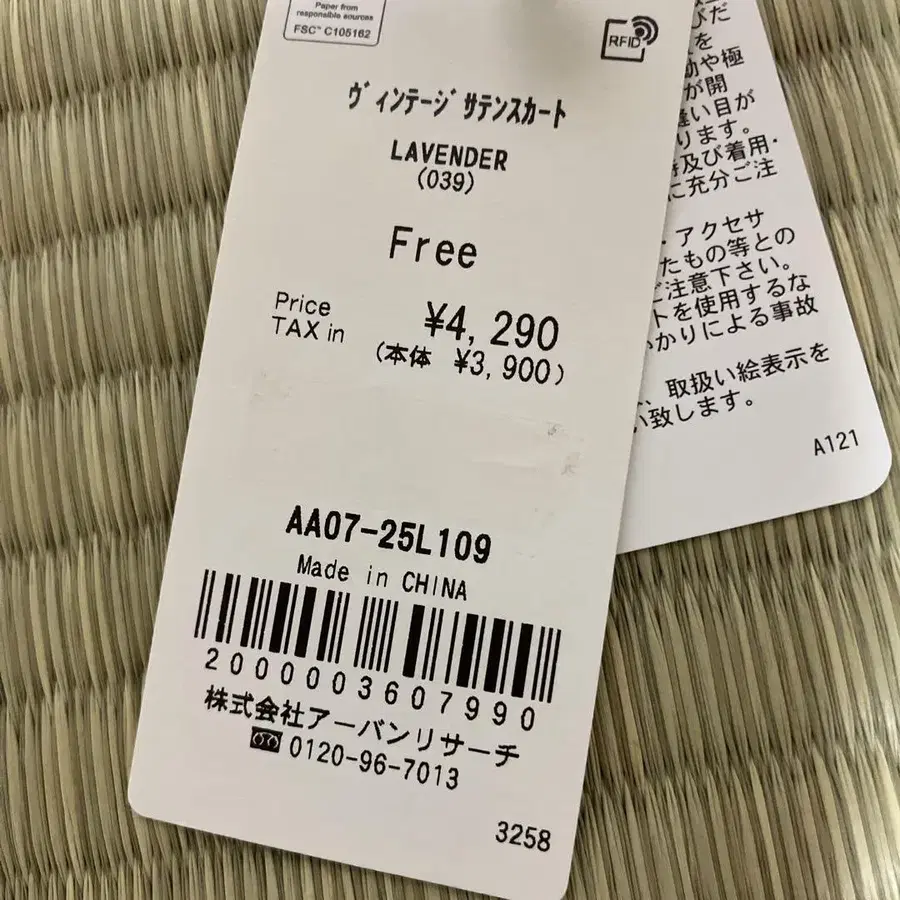 Paper from
responsible sources
FSC™ C105162
RFID
ヴィンテージサテンスカート
LAVENDER
(039)
Free
Price
TAX in
¥4,290
(本体 ¥3,900)
AA07-25L109
Made in CHINA
2000003607990
株式会社アーバンリサーチ
0120-96-7013
3258
を
動や極
が開
縫い目が
ります。
及び着用・
に充分ご注
・アクセサ
たもの等との
ご注意下さい。
トを使用するな
かりによる事故
、取扱い絵表示を
い致します。
A121